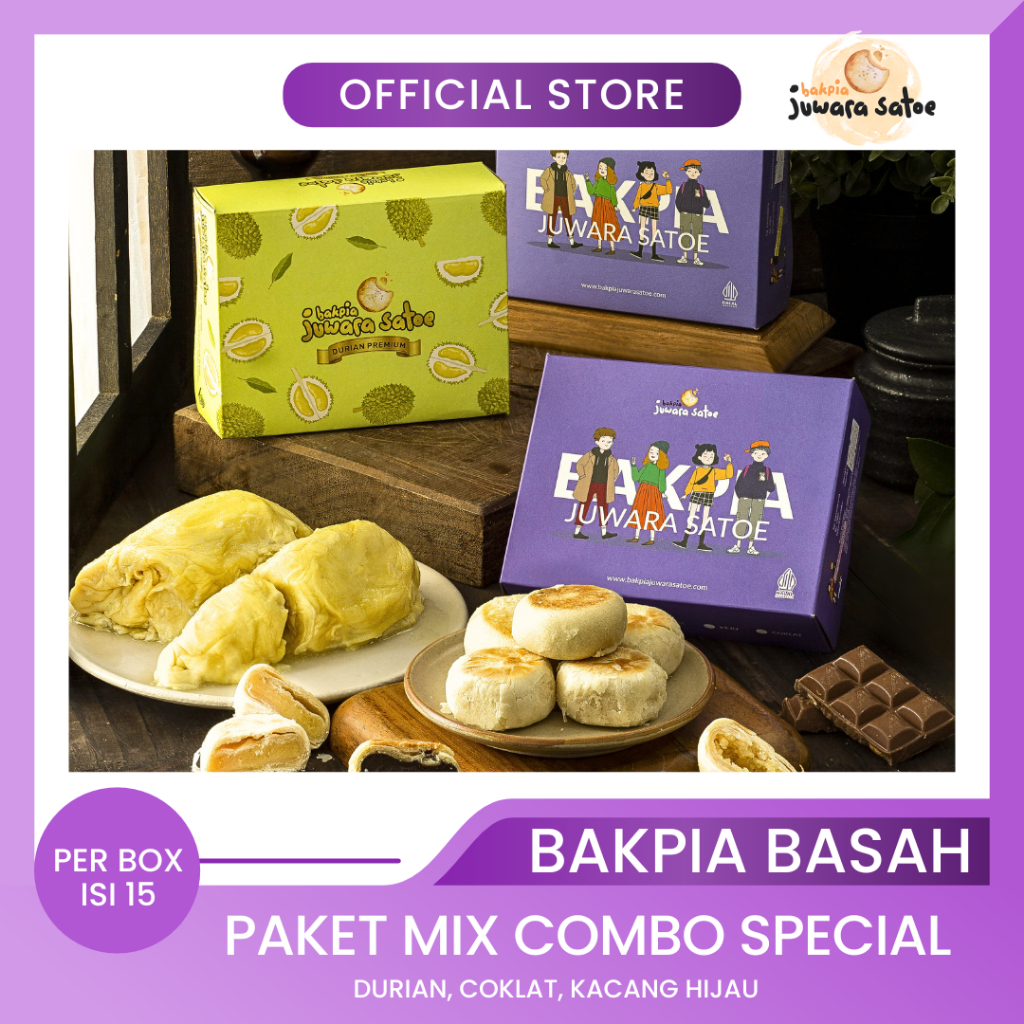 OFFICIAL STORE
bakpia
juwara satoe
bakpia
juwara satoe
DURIAN PREMIUM
BAKPIA
JUWARA SATOE
www.bakpiajuwarasatoe.com
bakpia
juwara satoe
BAKPIA
JUWARA SATOE
www.bakpiajuwarasatoe.com
COKLAT
PER BOX
ISI 15
BAKPIA BASAH
PAKET MIX COMBO SPECIAL
DURIAN, COKLAT, KACANG HIJAU